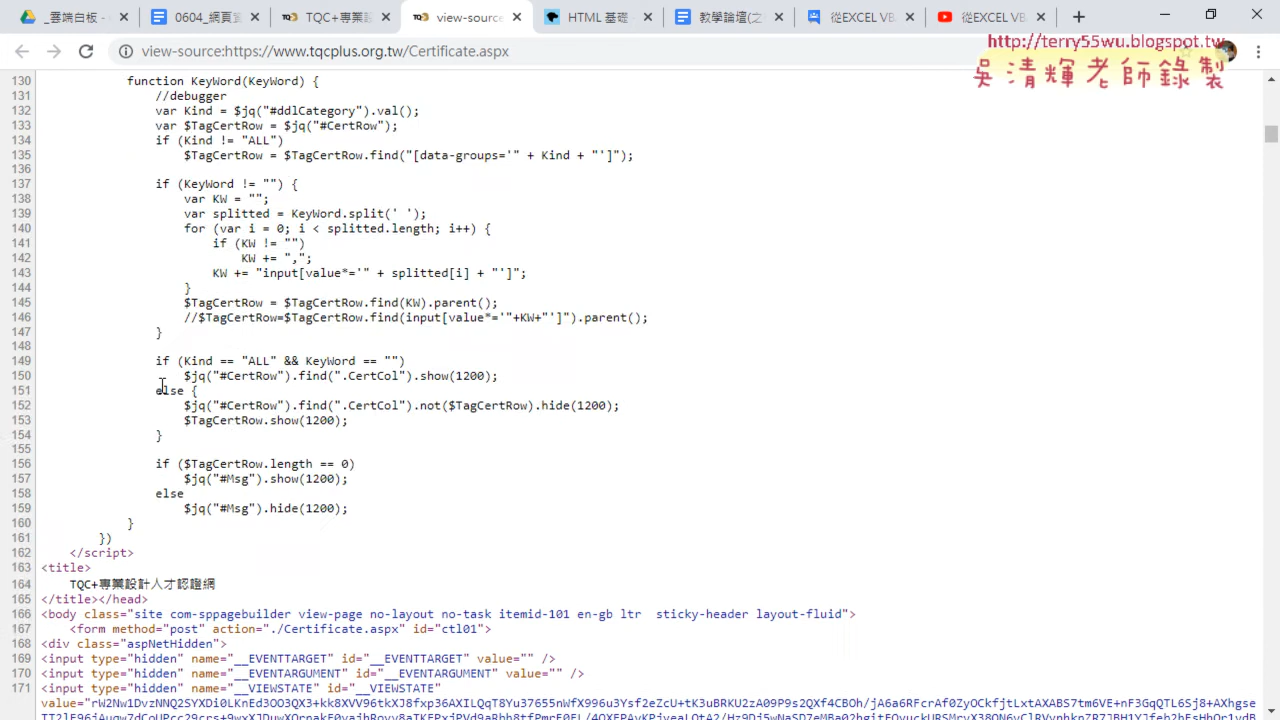 _雲端白板 -
0604_網頁資
TQC+專業設
view-source
HTML 基礎 -
教學論壇(之
從EXCEL VB
從EXCEL VB
view-source:https://www.tqcplus.org.tw/Certificate.aspx
http://terry55wu.blogspot.tw
吳清輝老師錄製
130 function KeyWord(KeyWord) {
131 //debugger
132 var Kind = $jq("#ddlCategory").val();
133 var $TagCertRow = $jq("#CertRow");
134 if (Kind != "ALL")
135 $TagCertRow = $TagCertRow.find("[data-groups='" + Kind + "']");
136
137 if (KeyWord != "") {
138 var KW = "";
139 var splitted = KeyWord.split(' ');
140 for (var i = 0; i < splitted.length; i++) {
141 if (KW != "")
142 KW += ",";
143 KW += "input[value*='" + splitted[i] + "']";
144 }
145 $TagCertRow = $TagCertRow.find(KW).parent();
146 //$TagCertRow=$TagCertRow.find(input[value*='"+KW+"']").parent();
147 }
148
149 if (Kind == "ALL" && KeyWord == "")
150 $jq("#CertRow").find(".CertCol").show(1200);
151 else {
152 $jq("#CertRow").find(".CertCol").not($TagCertRow).hide(1200);
153 $TagCertRow.show(1200);
154 }
155
156 if ($TagCertRow.length == 0)
157 $jq("#Msg").show(1200);
158 else
159 $jq("#Msg").hide(1200);
160 }
161 })
162 </script>
163 <title>
164 TQC+專業設計人才認證網
165 </title></head>
166 <body class="site com-sppagebuilder view-page no-layout no-task itemid-101 en-gb ltr  sticky-header layout-fluid">
167 <form method="post" action="./Certificate.aspx" id="ctl01">
168 <div class="aspNetHidden">
169 <input type="hidden" name="__EVENTTARGET" id="__EVENTTARGET" value="" />
170 <input type="hidden" name="__EVENTARGUMENT" id="__EVENTARGUMENT" value="" />
171 <input type="hidden" name="__VIEWSTATE" id="__VIEWSTATE"